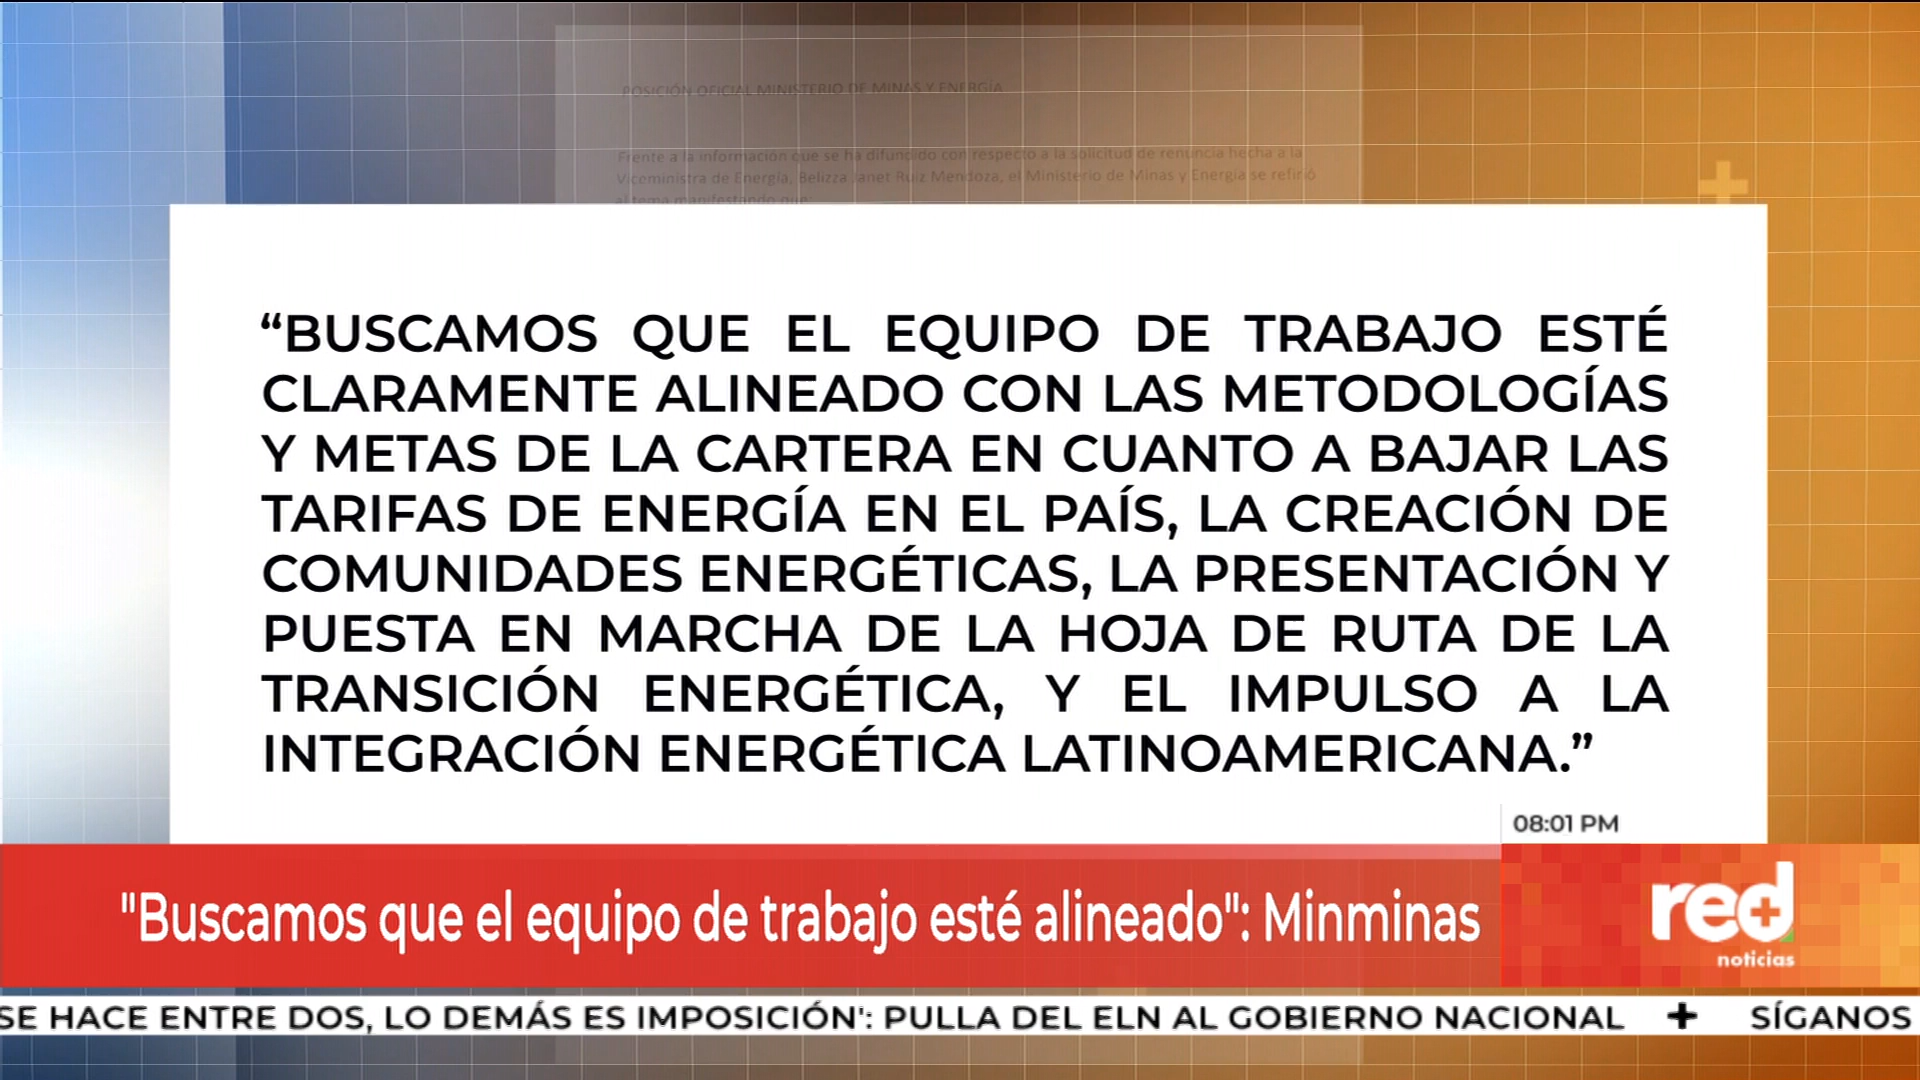 POSICIÓN OFICIAL MINISTERIO DE MINAS Y ENERGÍA
Frente a la información que se ha difundido con respecto a la solicitud de renuncia hecha a la
Viceministra de Energía, Belizza Janet Ruiz Mendoza, el Ministerio de Minas y Energía se refirió
al tema manifestando que:
“BUSCAMOS QUE EL EQUIPO DE TRABAJO ESTÉ
CLARAMENTE ALINEADO CON LAS METODOLOGÍAS
Y METAS DE LA CARTERA EN CUANTO A BAJAR LAS
TARIFAS DE ENERGÍA EN EL PAÍS, LA CREACIÓN DE
COMUNIDADES ENERGÉTICAS, LA PRESENTACIÓN Y
PUESTA EN MARCHA DE LA HOJA DE RUTA DE LA
TRANSICIÓN ENERGÉTICA, Y EL IMPULSO A LA
INTEGRACIÓN ENERGÉTICA LATINOAMERICANA.”
08:01 PM
"Buscamos que el equipo de trabajo esté alineado": Minminas
red+
noticias
SE HACE ENTRE DOS, LO DEMÁS ES IMPOSICIÓN': PULLA DEL ELN AL GOBIERNO NACIONAL + SÍGANOS